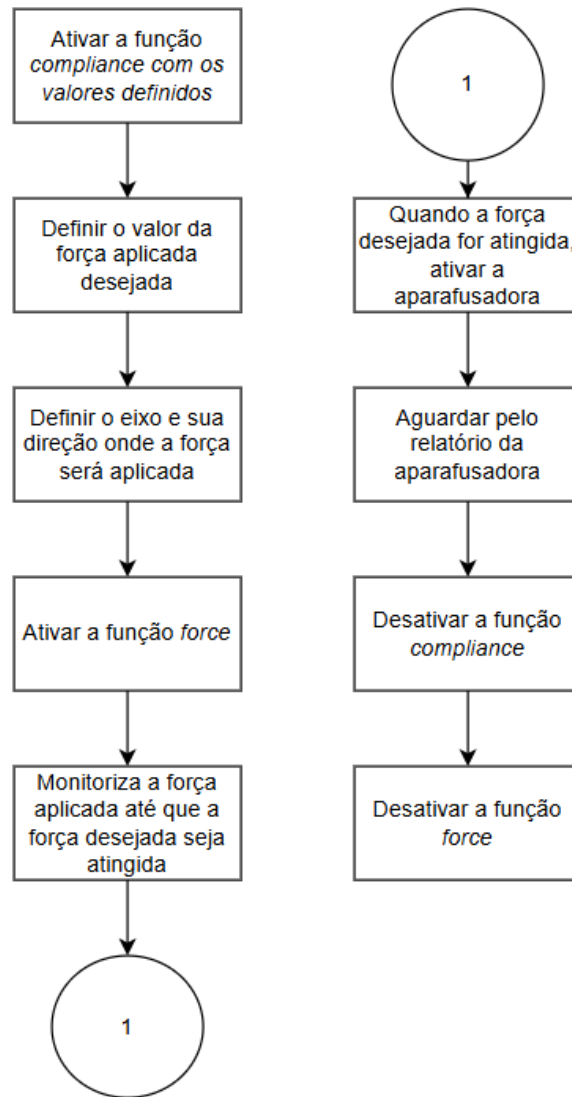 Ativar a função
compliance com os
valores definidos
Definir o valor da
força aplicada
desejada
Definir o eixo e sua
direção onde a força
será aplicada
Ativar a função force
Monitoriza a força
aplicada até que a
força desejada seja
atingida
1
1
Quando a força
desejada for atingida,
ativar a
aparafusadora
Aguardar pelo
relatório da
aparafusadora
Desativar a função
compliance
Desativar a função
force